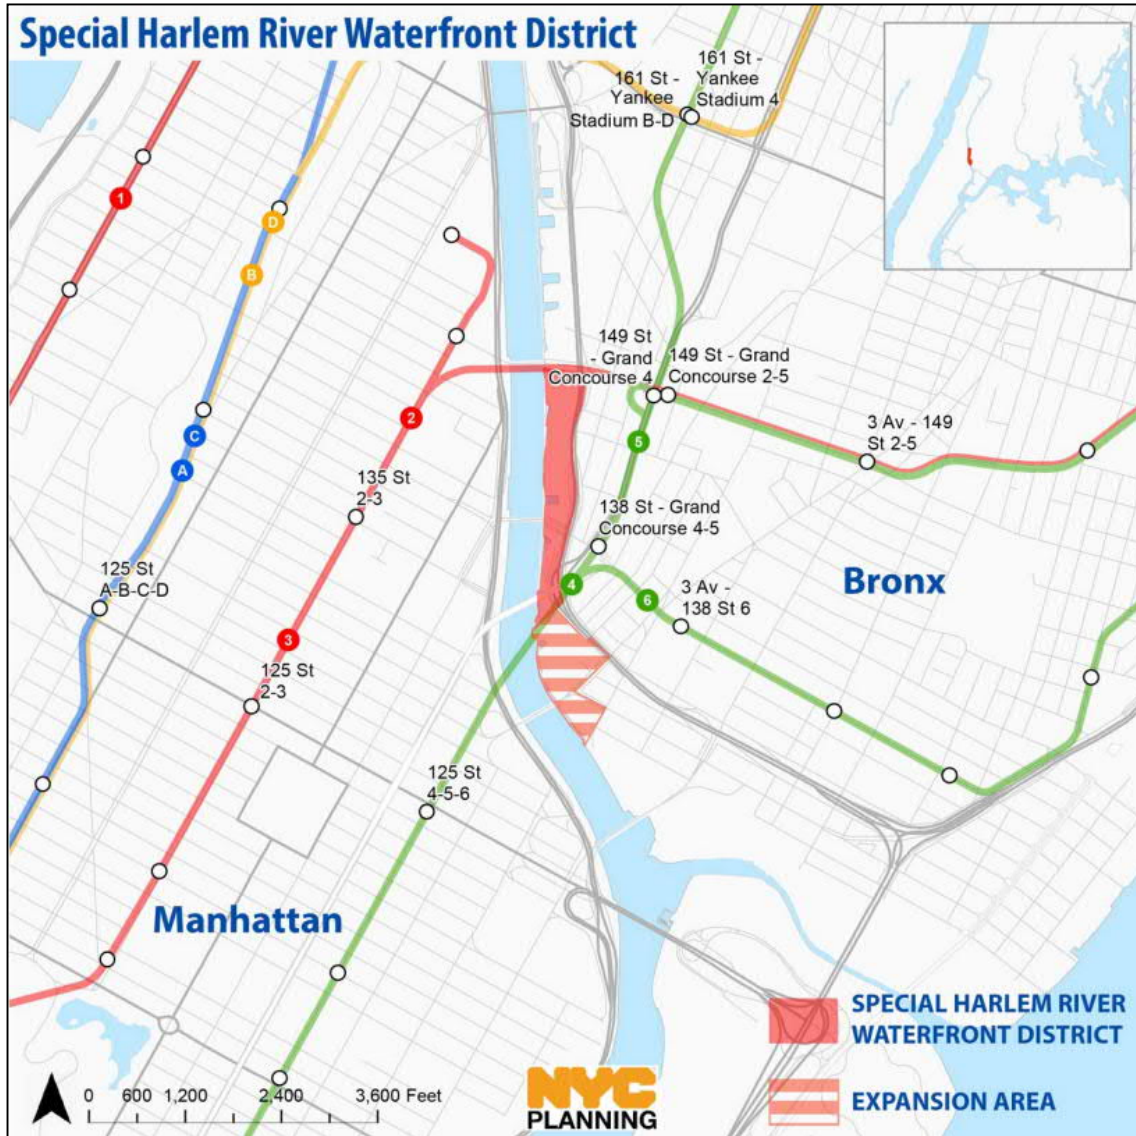 Special Harlem River Waterfront District
161 St -
Yankee
Stadium 4
161 St -
Yankee
Stadium B-D
1
D
B
149 St
- Grand
Concourse 4
149 St - Grand
Concourse 2-5
2
C
A
5
3 Av - 149
St 2-5
135 St
2-3
138 St - Grand
Concourse 4-5
125 St
A-B-C-D
4
6
3 Av -
138 St 6
Bronx
3
125 St
2-3
125 St
4-5-6
Manhattan
SPECIAL HARLEM RIVER
WATERFRONT DISTRICT
EXPANSION AREA
0 600 1,200 2,400 3,600 Feet
NYC
PLANNING